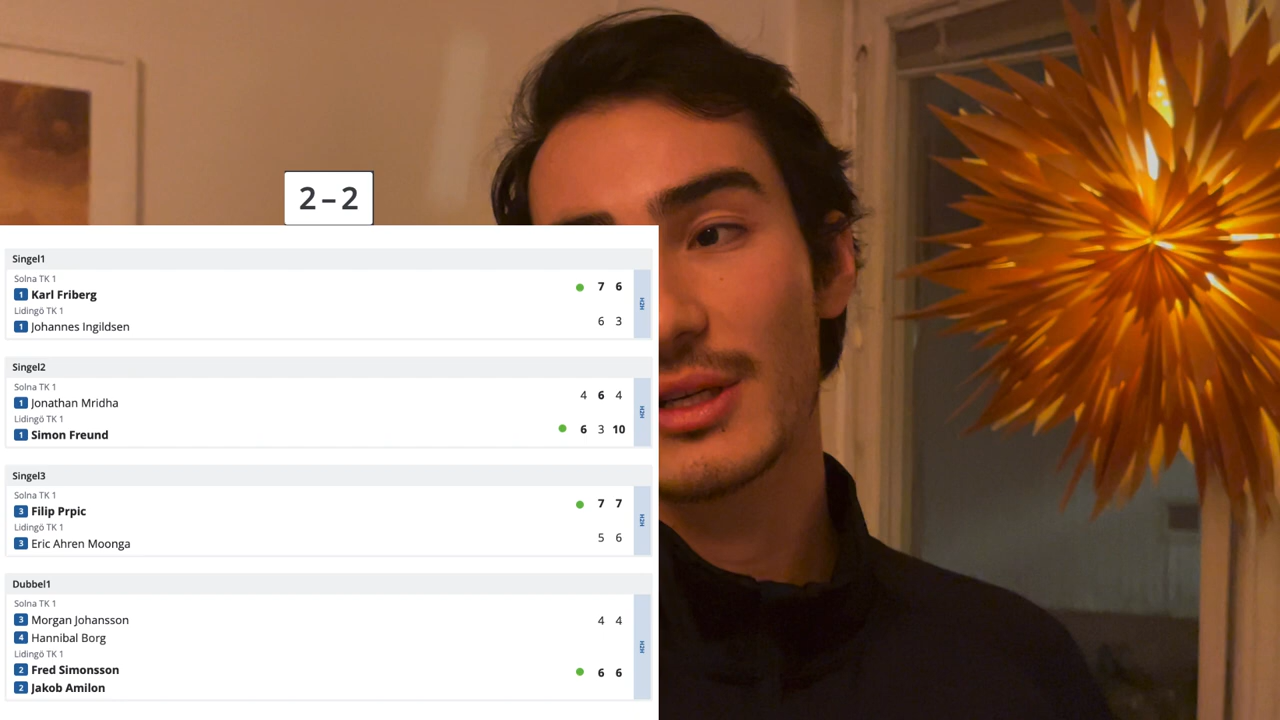 2–2
Singel1
Solna TK 1
1 Karl Friberg 7 6
Lidingö TK 1
1 Johannes Ingildsen 6 3
H2H
Singel2
Solna TK 1
1 Jonathan Mridha 4 6 4
Lidingö TK 1
1 Simon Freund 6 3 10
H2H
Singel3
Solna TK 1
3 Filip Prpic 7 7
Lidingö TK 1
3 Eric Ahren Moonga 5 6
H2H
Dubbel1
Solna TK 1
3 Morgan Johansson 4 4
4 Hannibal Borg
Lidingö TK 1
2 Fred Simonsson 6 6
2 Jakob Amilon
H2H